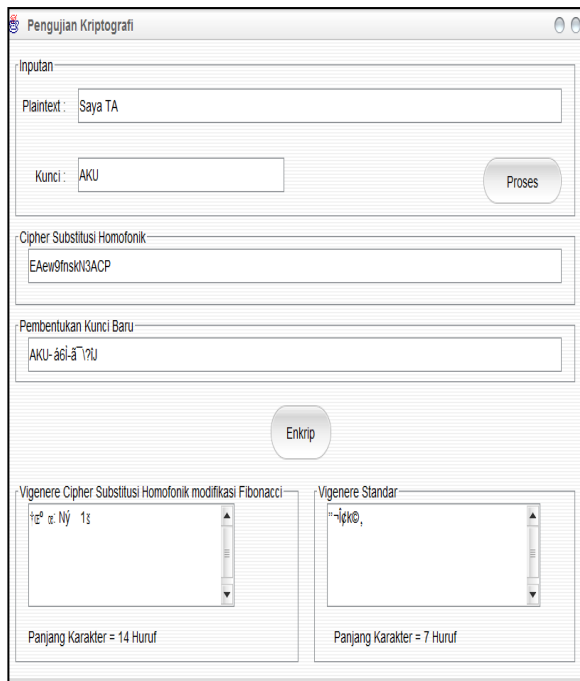 Pengujian Kriptografi
Inputan
Plaintext : Saya TA
Kunci : AKU
Proses
Cipher Substitusi Homofonik
EAew9fnskN3ACP
Pembentukan Kunci Baru
Enkrip
Vigenere Cipher Substitusi Homofonik modifikasi Fibonacci
Vigenere Standar
Panjang Karakter = 14 Huruf
Panjang Karakter = 7 Huruf